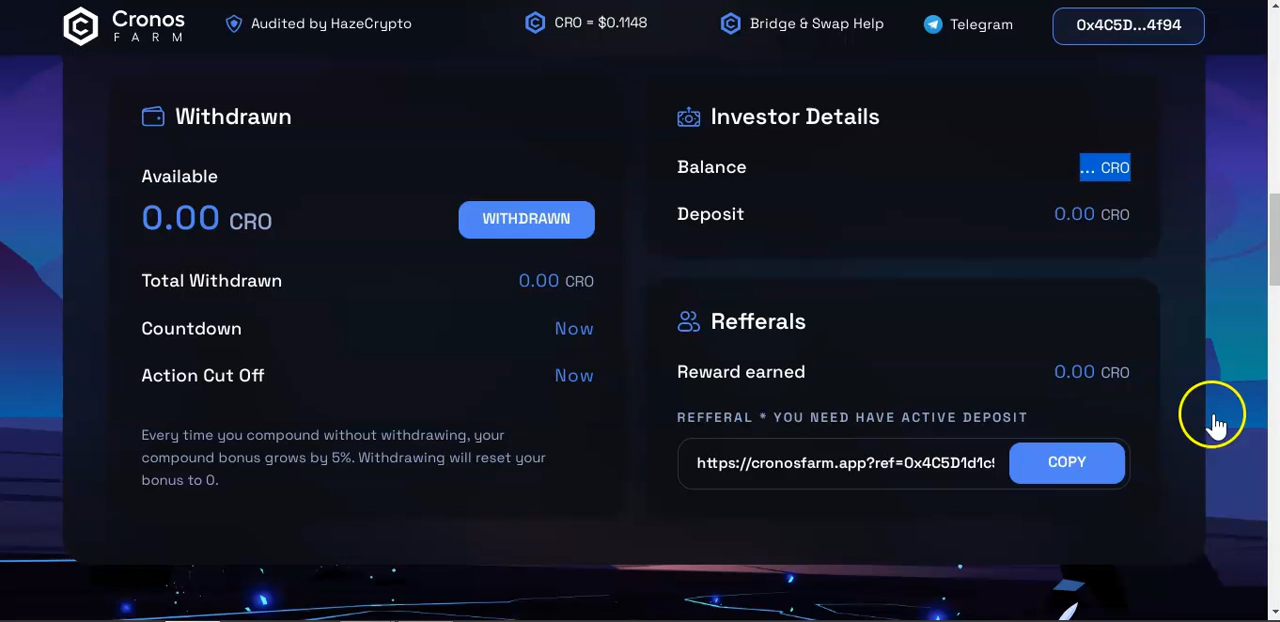 Cronos
FARM
Audited by HazeCrypto
CRO = $0.1148
Bridge & Swap Help
Telegram
0x4C5D...4f94
Withdrawn
Available
0.00 CRO
WITHDRAWN
Total Withdrawn 0.00 CRO
Countdown Now
Action Cut Off Now
Every time you compound without withdrawing, your
compound bonus grows by 5%. Withdrawing will reset your
bonus to 0.
Investor Details
Balance ... CRO
Deposit 0.00 CRO
Refferals
Reward earned 0.00 CRO
REFFERAL * YOU NEED HAVE ACTIVE DEPOSIT
https://cronosfarm.app?ref=0x4C5D1d1c
COPY